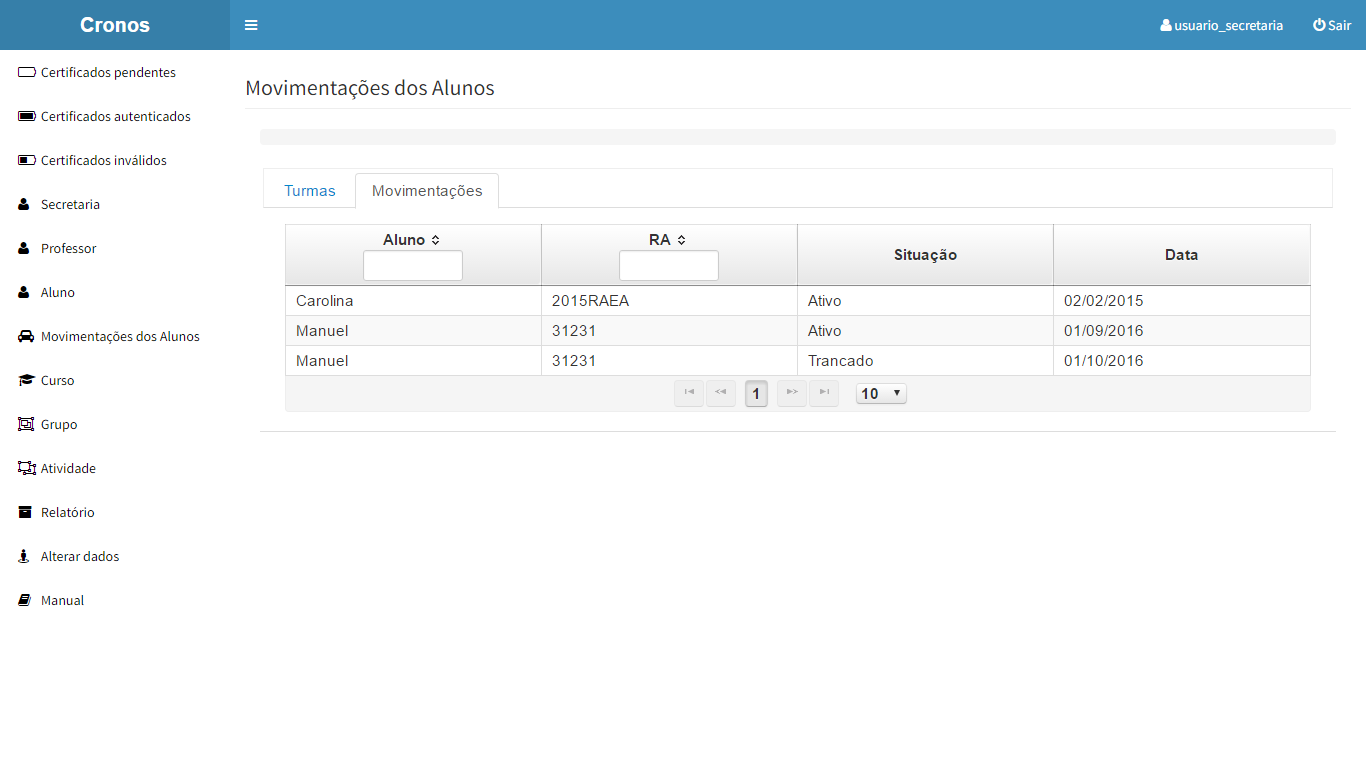 Cronos
usuario_secretaria
Sair
Certificados pendentes
Certificados autenticados
Certificados inválidos
Secretaria
Professor
Aluno
Movimentações dos Alunos
Curso
Grupo
Atividade
Relatório
Alterar dados
Manual
Movimentações dos Alunos
Turmas Movimentações
Aluno RA Situação Data
Carolina 2015RAEA Ativo 02/02/2015
Manuel 31231 Ativo 01/09/2016
Manuel 31231 Trancado 01/10/2016
1 10